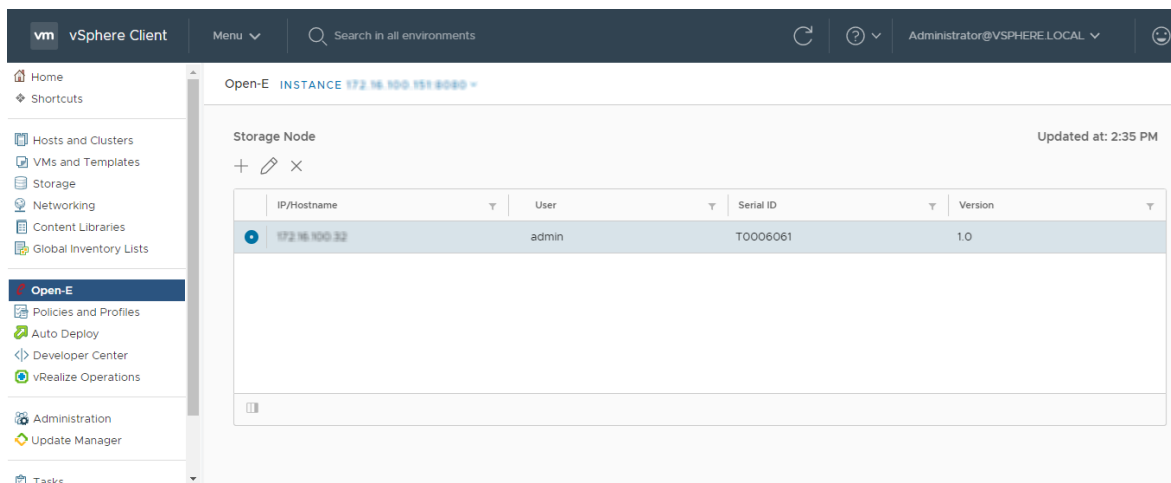 vm vSphere Client Menu Search in all environments Administrator@VSPHERE.LOCAL
Home
Shortcuts
Hosts and Clusters
VMs and Templates
Storage
Networking
Content Libraries
Global Inventory Lists
Open-E
Policies and Profiles
Auto Deploy
Developer Center
vRealize Operations
Administration
Update Manager
Tasks
Open-E INSTANCE
Storage Node Updated at: 2:35 PM
IP/Hostname User Serial ID Version
admin T0006061 1.0